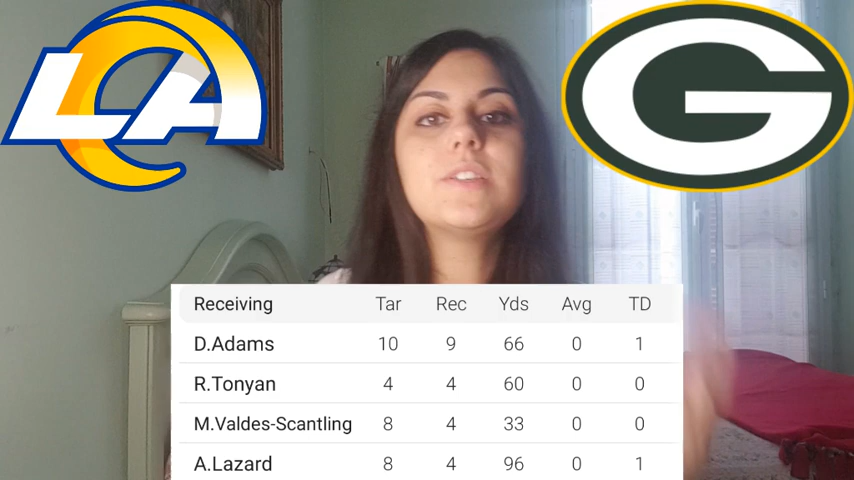 LA
G
Receiving Tar Rec Yds Avg TD
D.Adams 10 9 66 0 1
R.Tonyan 4 4 60 0 0
M.Valdes-Scantling 8 4 33 0 0
A.Lazard 8 4 96 0 1